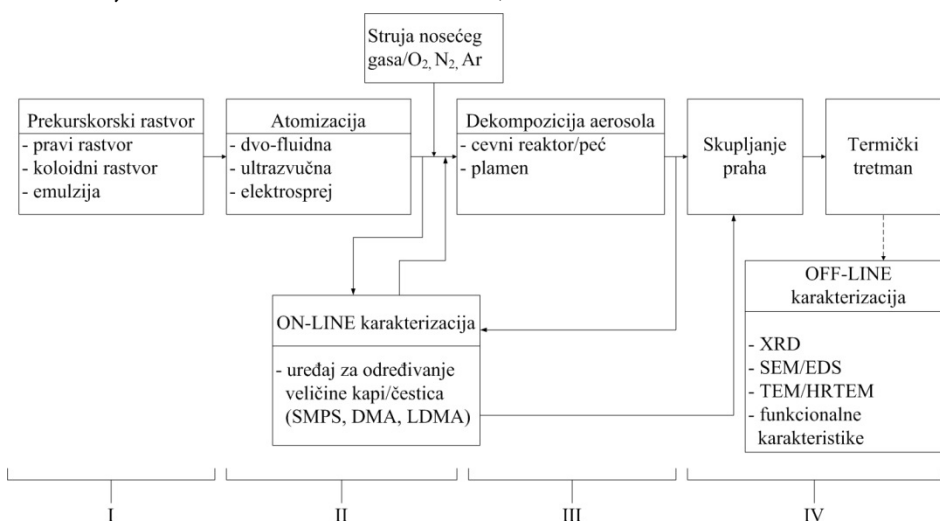 Struja nosećeg
gasa/O₂, N₂, Ar
Prekurskorski rastvor
- pravi rastvor
- koloidni rastvor
- emulzija
Atomizacija
- dvo-fluidna
- ultrazvučna
- elektrosprej
Dekompozicija aerosola
- cevni reaktor/peć
- plamen
Skupljanje
praha
Termički
tretman
ON-LINE karakterizacija
- uređaj za određivanje
veličine kapi/čestica
(SMPS, DMA, LDMA)
OFF-LINE
karakterizacija
- XRD
- SEM/EDS
- TEM/HRTEM
- funkcionalne
karakteristike
I
II
III
IV